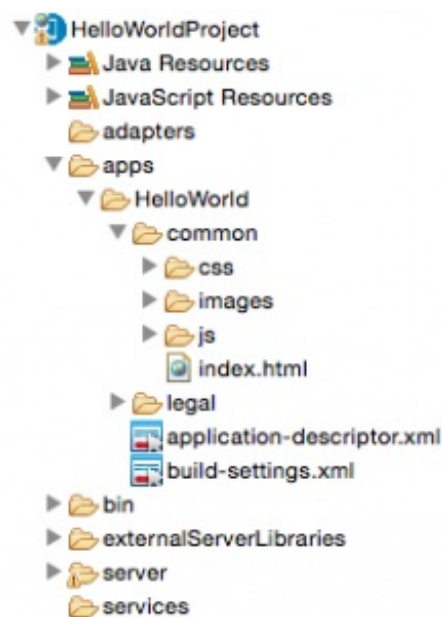 HelloWorldProject
Java Resources
JavaScript Resources
adapters
apps
HelloWorld
common
css
images
js
index.html
legal
application-descriptor.xml
build-settings.xml
bin
externalServerLibraries
server
services